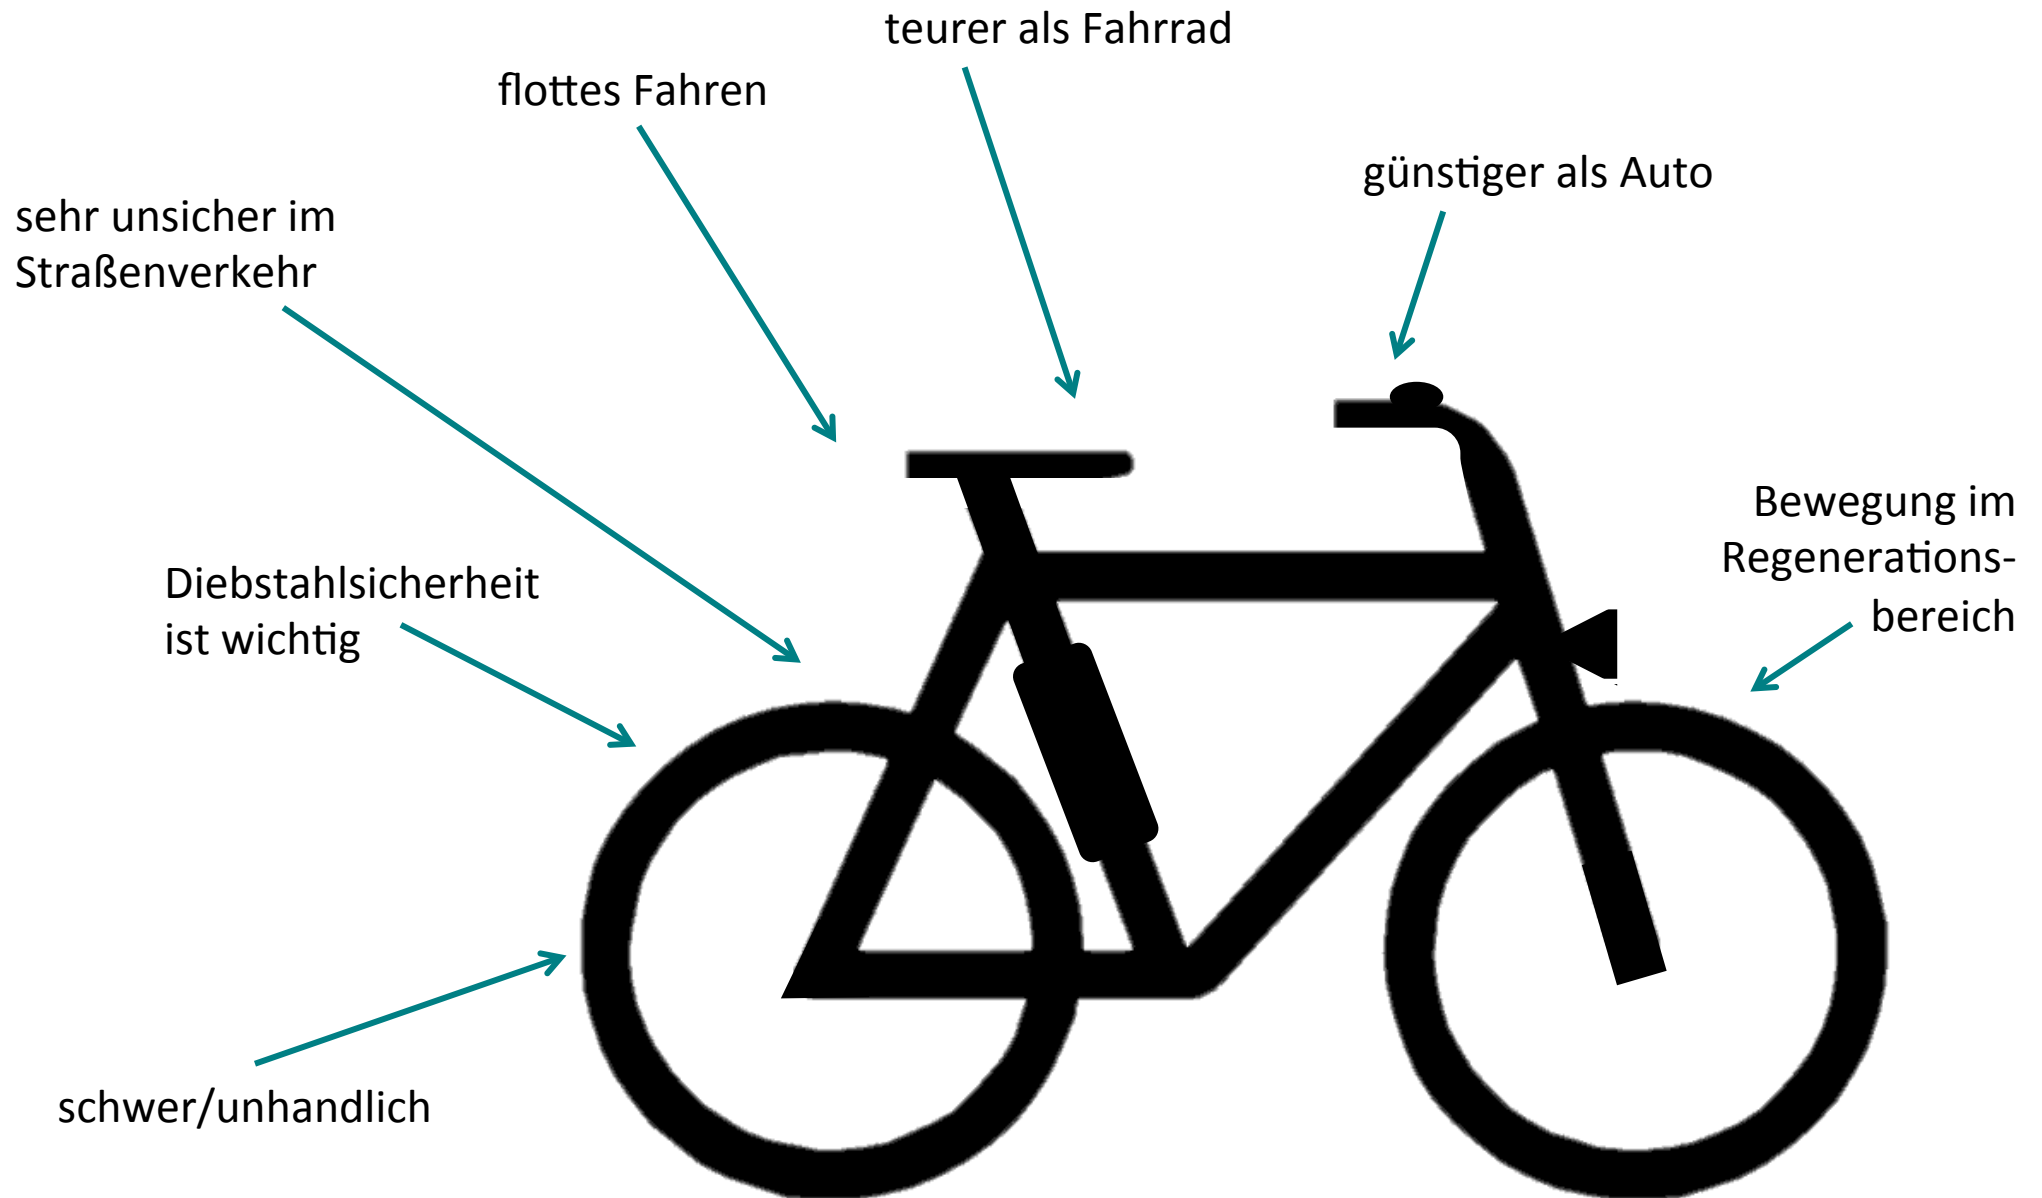 teurer als Fahrrad
flottes Fahren
günstiger als Auto
sehr unsicher im
Straßenverkehr
Bewegung im
Regenerations-
bereich
Diebstahlsicherheit
ist wichtig
schwer/unhandlich